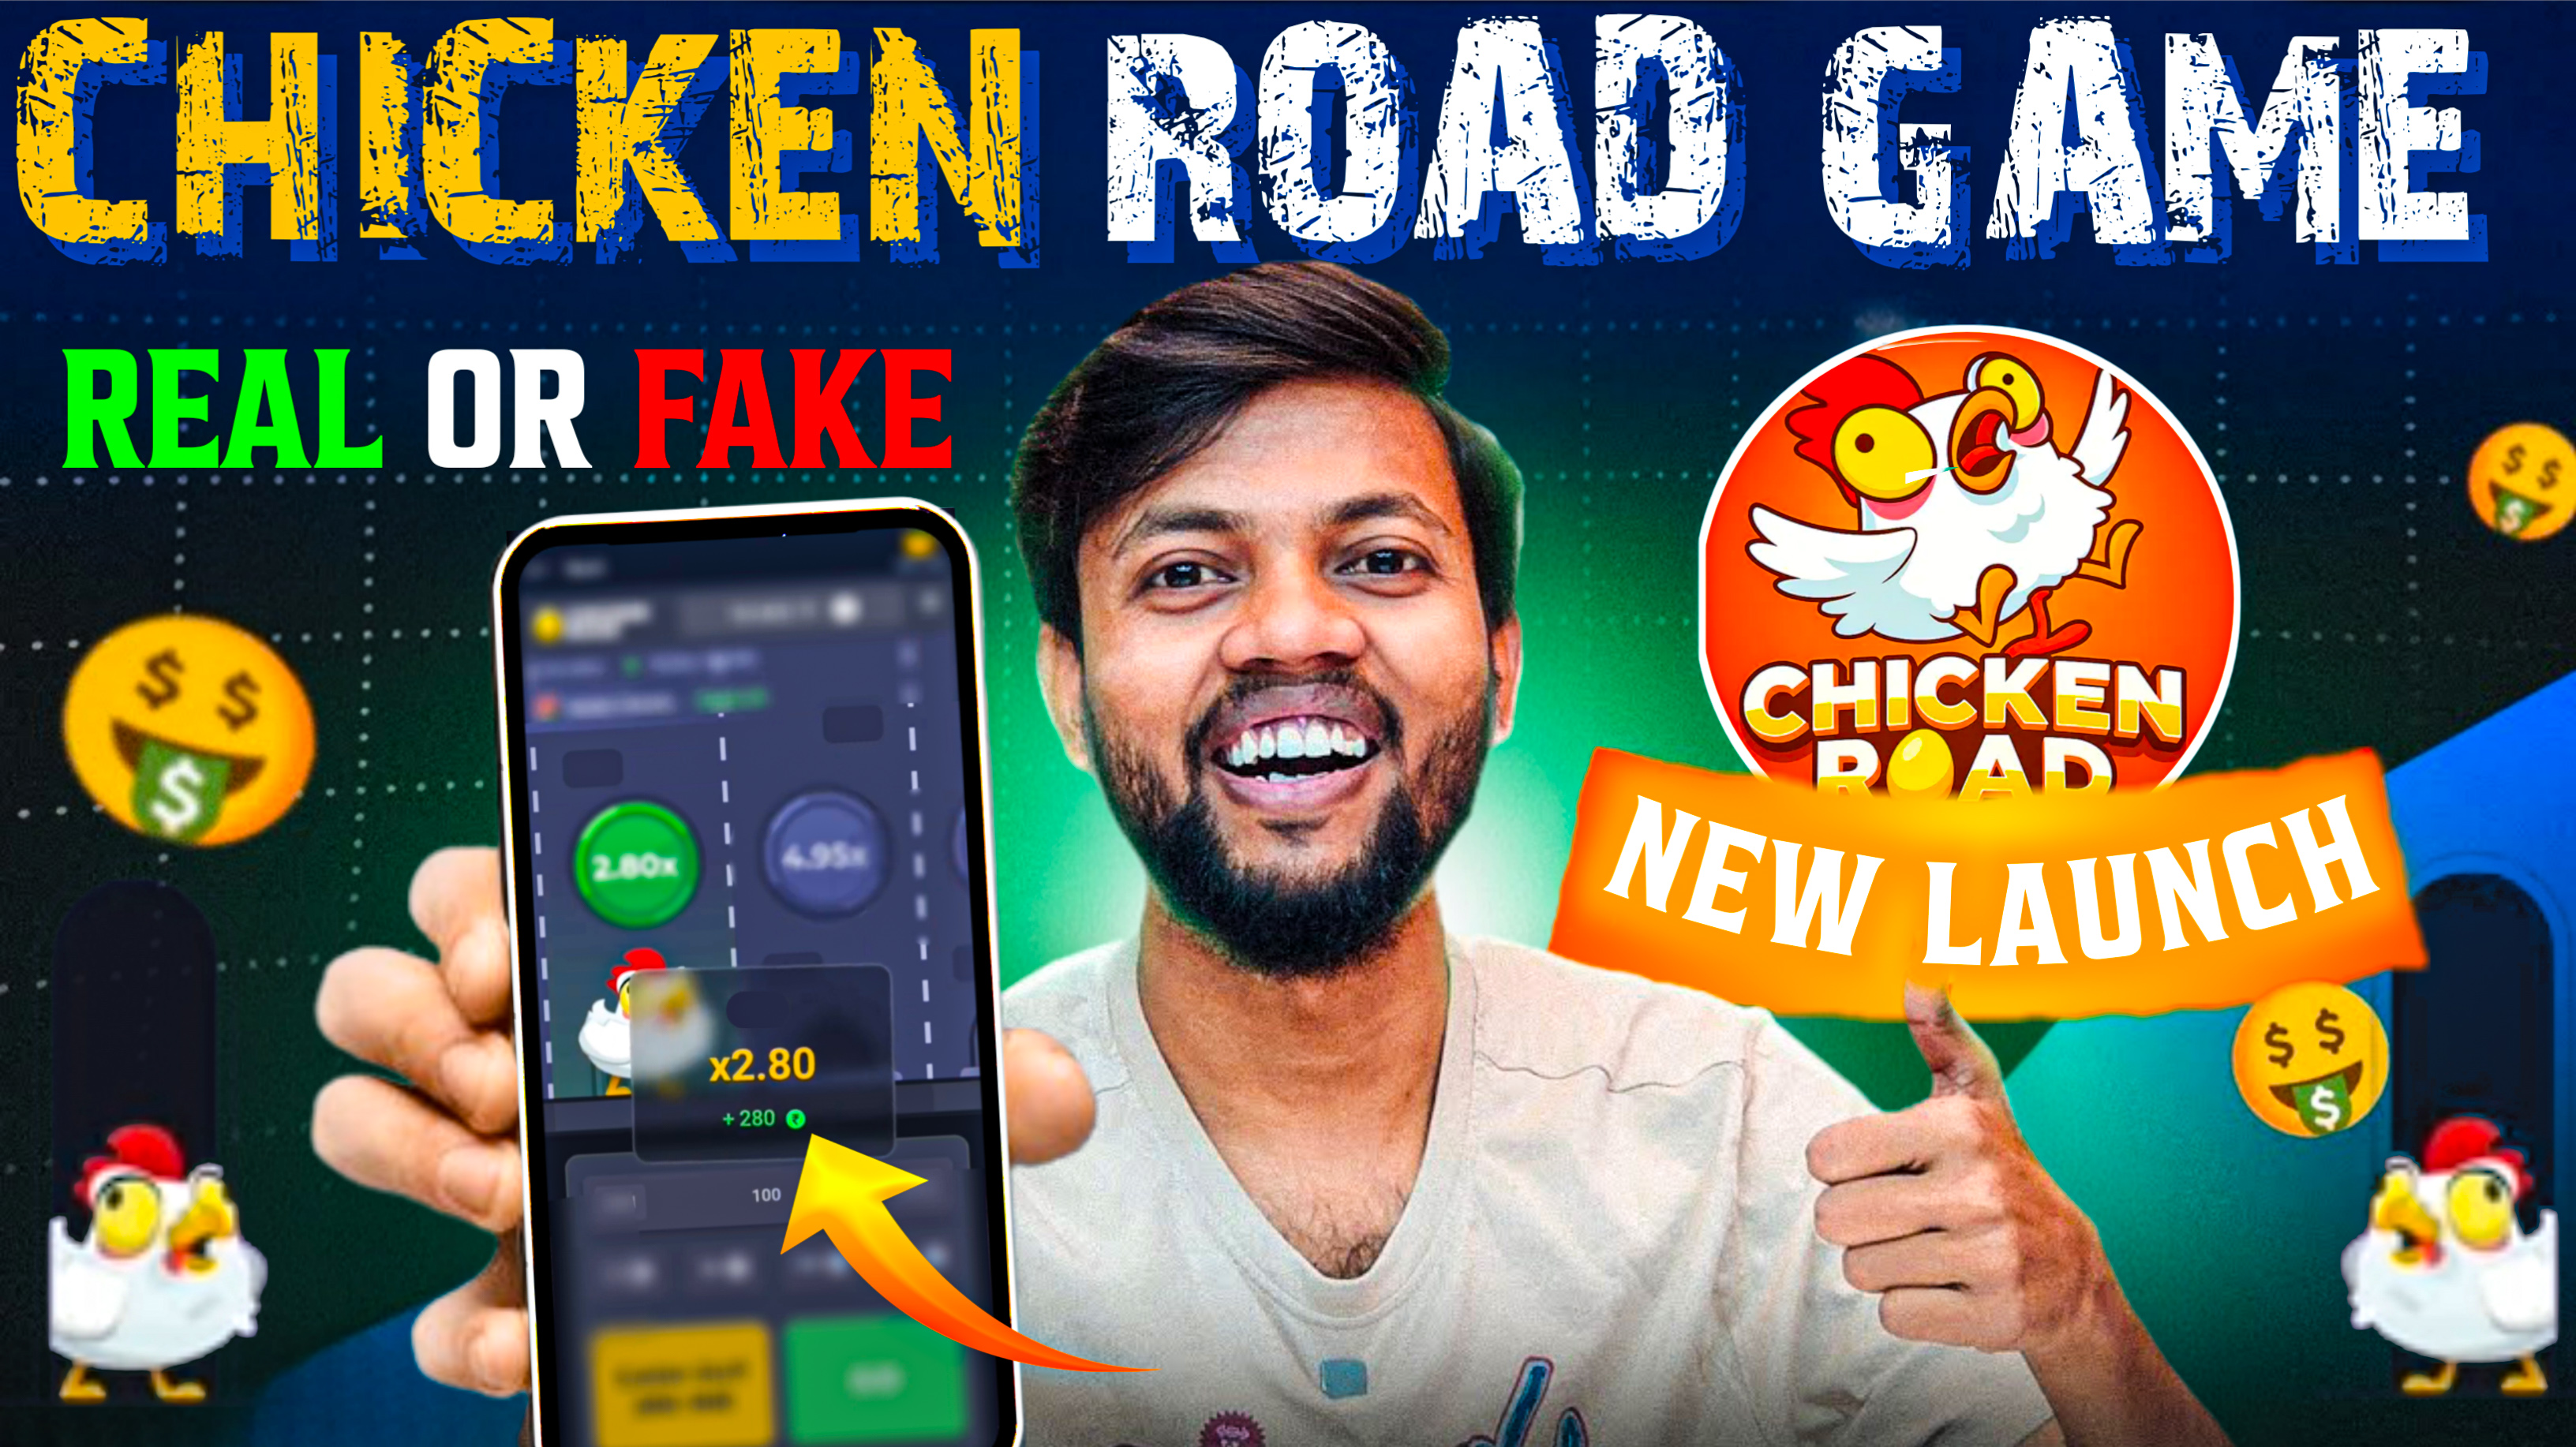 CHICKEN ROAD GAME
REAL OR FAKE
2.80x
4.95x
x2.80
+ 280 ₹
100
CHICKEN
ROAD
NEW LAUNCH